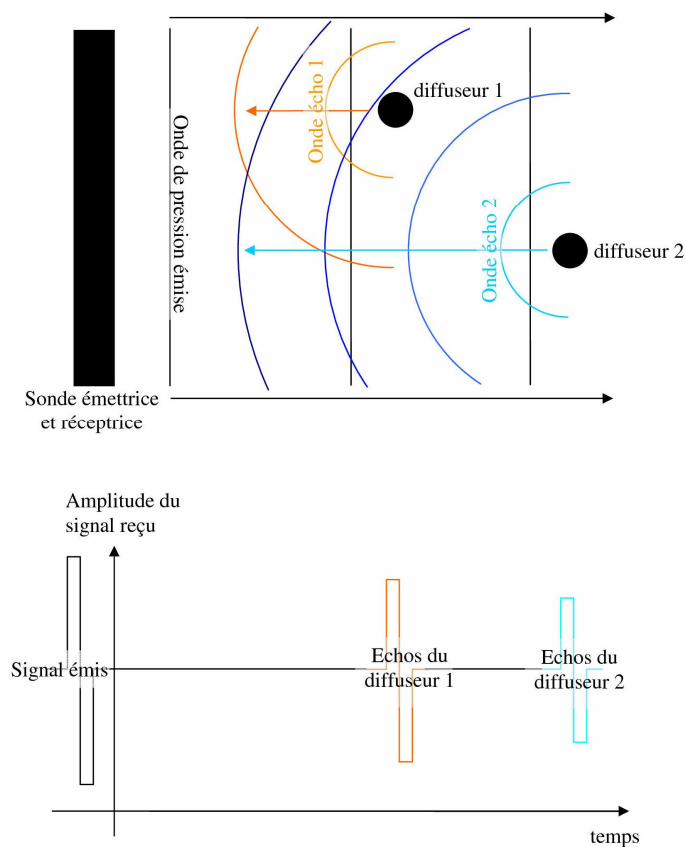 Onde écho 1
diffuseur 1
Onde de pression émise
Onde écho 2
diffuseur 2
Sonde émettrice
et réceptrice
Amplitude du
signal reçu
Signal émis
Echos du
diffuseur 1
Echos du
diffuseur 2
temps